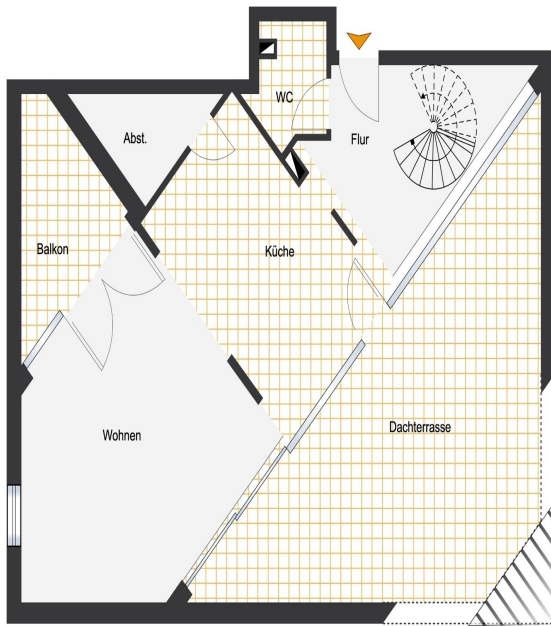 WC
Abst.
Flur
Balkon
Küche
Dachterrasse
Wohnen